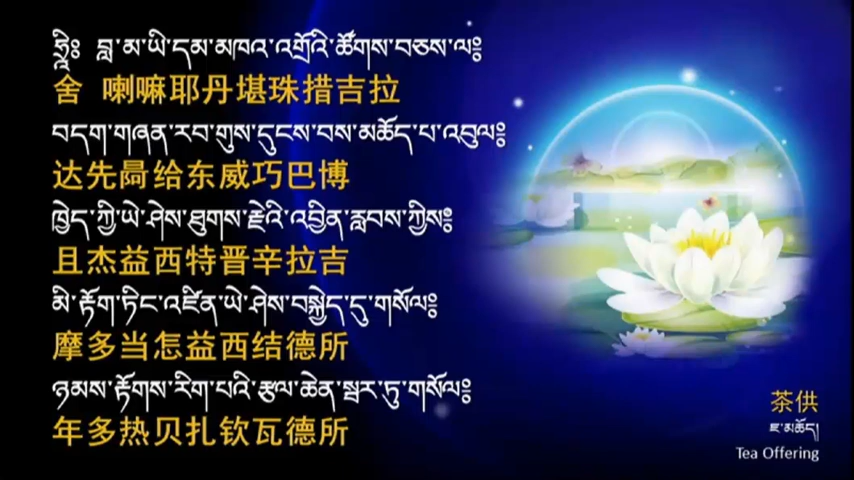 ཧྲཱིཿ བླ་མ་ཡི་དམ་མཁའ་འགྲོའི་ཚོགས་བཅས་ལ༔
舍 喇嘛耶丹堪珠措吉拉
བདག་གཞན་རབ་གུས་དུངས་བས་མཆོད་པ་འབུལ༔
达先噶给东威巧巴博
ཁྱེད་ཀྱི་ཡེ་ཤེས་ཐུགས་རྗེའི་འབྱིན་རླབས་ཀྱིས༔
且杰益西特晋辛拉吉
མི་རྟོག་ཏིང་འཛིན་ཡེ་ཤེས་བསྐྱེད་དུ་གསོལ༔
摩多当怎益西结德所
ཉམས་རྟོགས་རིག་པའི་རྩལ་ཆེན་སྦར་ཏུ་གསོལ༔
年多热贝扎钦瓦德所
茶供
ཇ་མཆོད།
Tea Offering